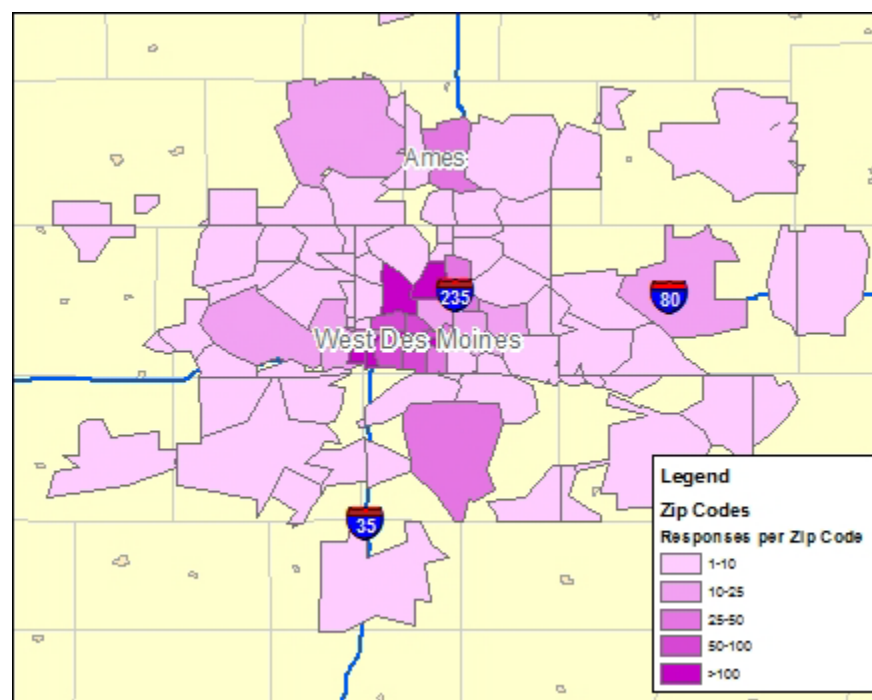 Ames
235
80
West Des Moines
35
Legend
Zip Codes
Responses per Zip Code
1-10
10-25
25-50
50-100
>100